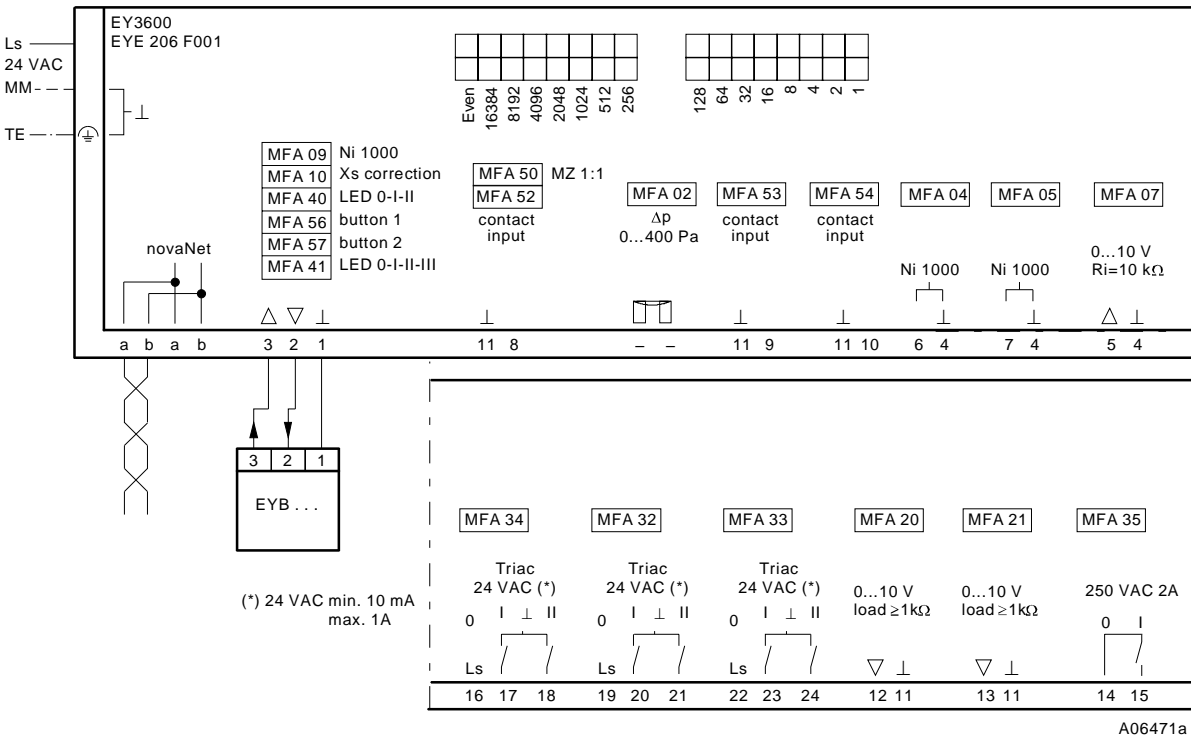 EY3600
EYE 206 F001
Ls
24 VAC
MM
TE
Even 16384 8192 4096 2048 1024 512 256
128 64 32 16 8 4 2 1
MFA 09 Ni 1000
MFA 10 Xs correction
MFA 40 LED 0-I-II
MFA 56 button 1
MFA 57 button 2
MFA 41 LED 0-I-II-III
MFA 50 MZ 1:1
MFA 52
contact
input
MFA 02
Δp
0...400 Pa
MFA 53
contact
input
MFA 54
contact
input
MFA 04
Ni 1000
MFA 05
Ni 1000
MFA 07
0...10 V
Ri=10 kΩ
novaNet
a b a b 3 2 1 11 8 – – 11 9 11 10 6 4 7 4 5 4
3 2 1
EYB . . .
(*) 24 VAC min. 10 mA
max. 1A
MFA 34
Triac
24 VAC (*)
0 I ⊥ II
Ls
MFA 32
Triac
24 VAC (*)
0 I ⊥ II
Ls
MFA 33
Triac
24 VAC (*)
0 I ⊥ II
Ls
MFA 20
0...10 V
load ≥1kΩ
MFA 21
0...10 V
load ≥1kΩ
MFA 35
250 VAC 2A
0 I
16 17 18 19 20 21 22 23 24 12 11 13 11 14 15
A06471a